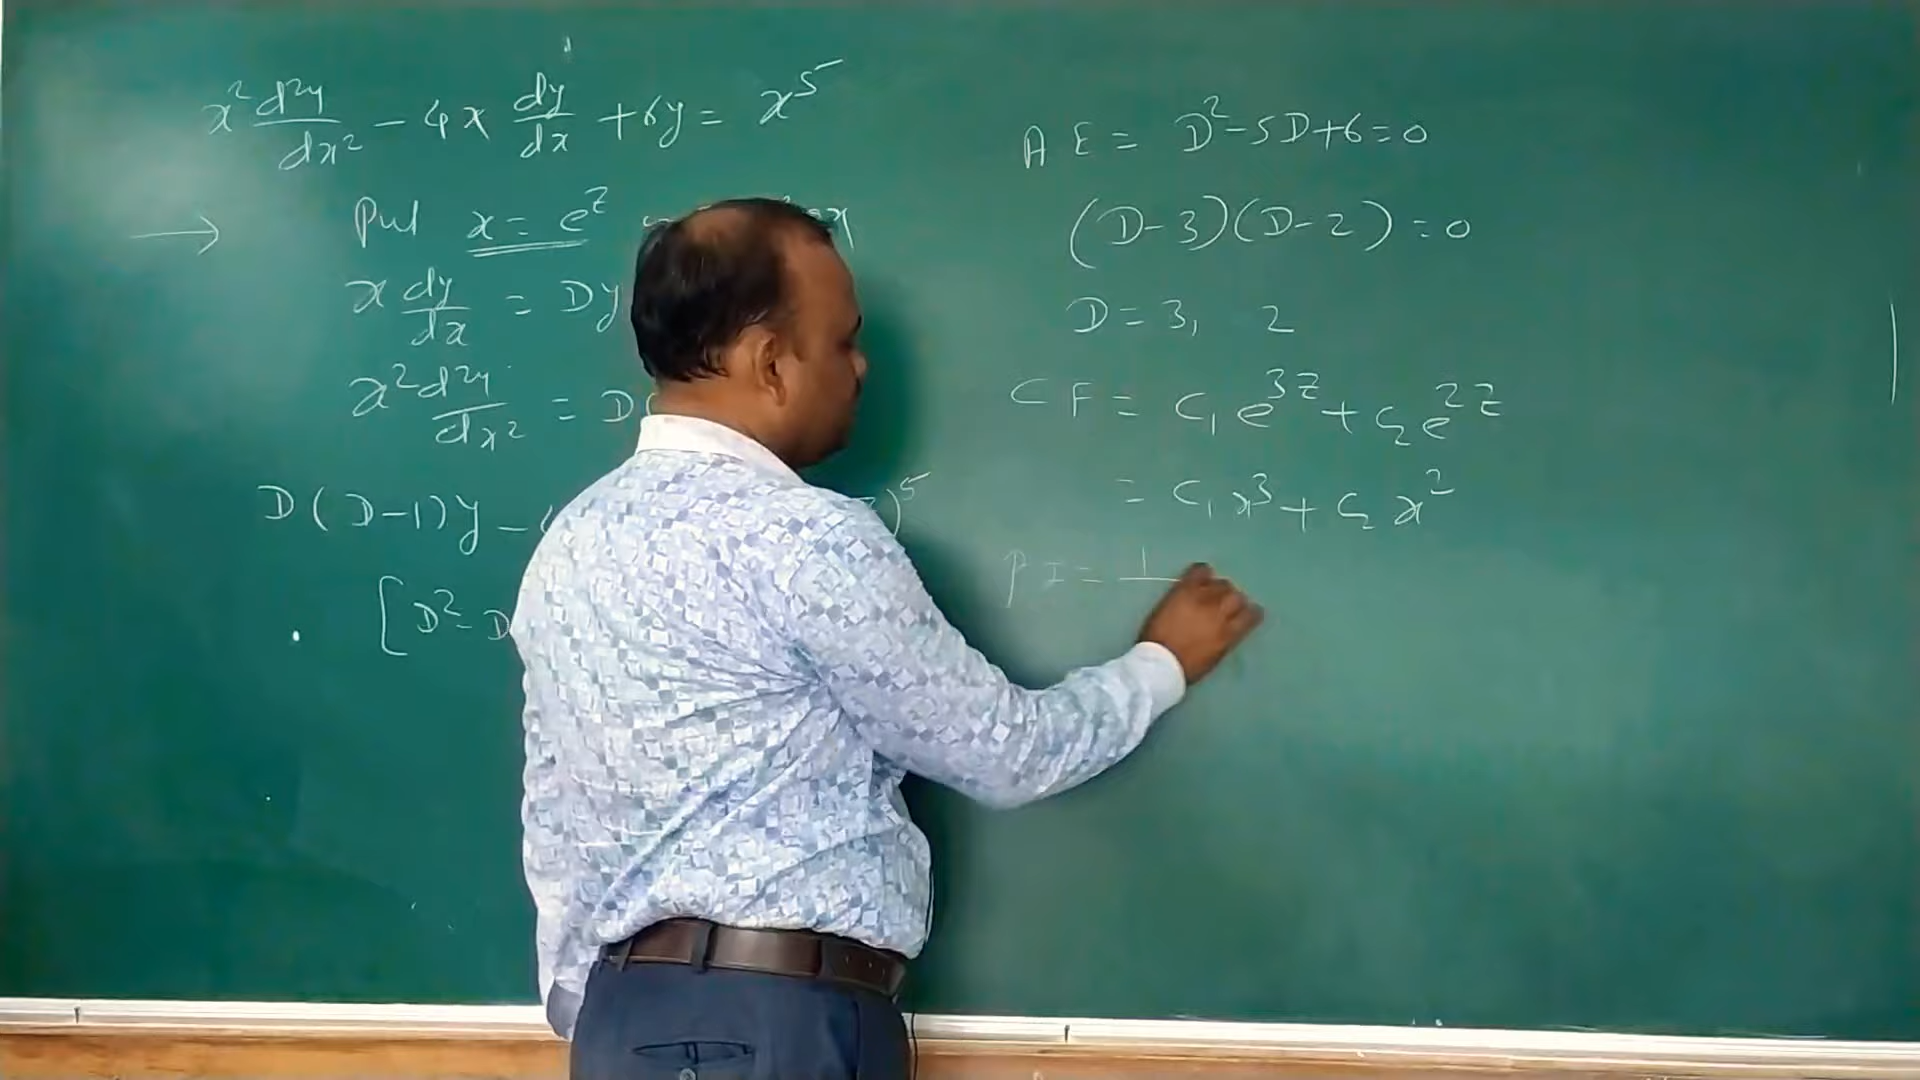 x² d²y/dx² - 4x dy/dx + 6y = x⁵
→ Put x = e^z
x dy/dx = Dy
x² d²y/dx² = D(
D(D-1)y - )⁵
[D² - D
A E = D² - 5D + 6 = 0
(D-3)(D-2) = 0
D = 3, 2
C F = C₁e^3z + C₂e^2z
= C₁x³ + C₂x²
P I = 1